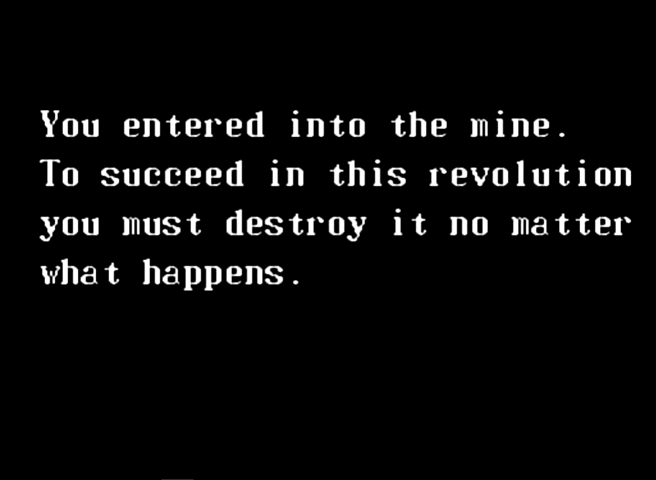 You entered into the mine.
To succeed in this revolution
you must destroy it no matter
what happens.